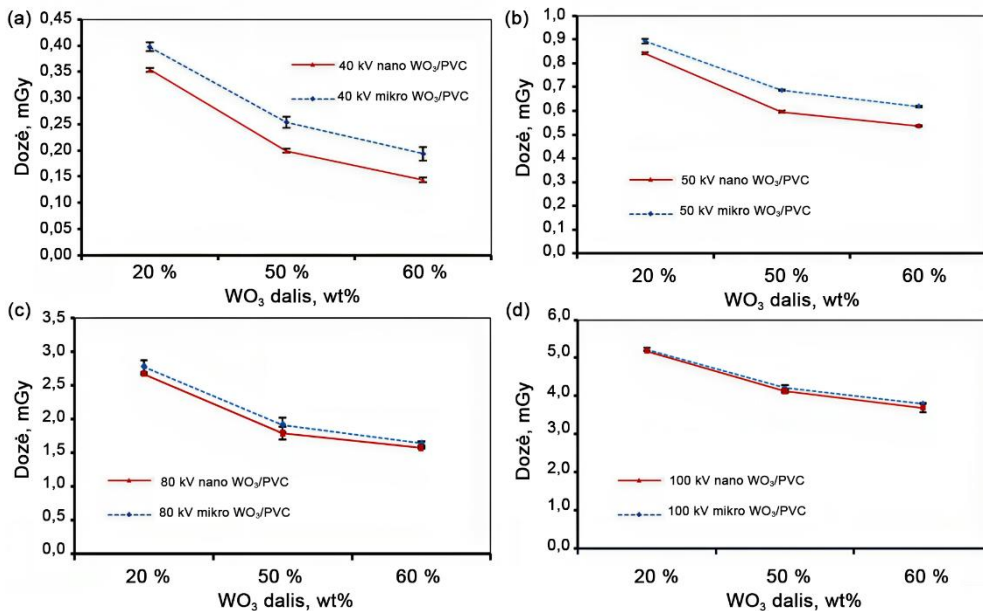 (a)
0,45
0,40
0,35
0,30
0,25
0,20
0,15
0,10
0,05
0,00
Dozė, mGy
40 kV nano WO₃/PVC
40 kV mikro WO₃/PVC
20 %
50 %
60 %
WO₃ dalis, wt%
(b)
1,0
0,9
0,8
0,7
0,6
0,5
0,4
0,3
0,2
0,1
0,0
Dozė, mGy
50 kV nano WO₃/PVC
50 kV mikro WO₃/PVC
20 %
50 %
60 %
WO₃ dalis, wt%
(c)
3,5
3,0
2,5
2,0
1,5
1,0
0,5
0,0
Dozė, mGy
80 kV nano WO₃/PVC
80 kV mikro WO₃/PVC
20 %
50 %
60 %
WO₃ dalis, wt%
(d)
6,0
5,0
4,0
3,0
2,0
1,0
0,0
Dozė, mGy
100 kV nano WO₃/PVC
100 kV mikro WO₃/PVC
20 %
50 %
60 %
WO₃ dalis, wt%